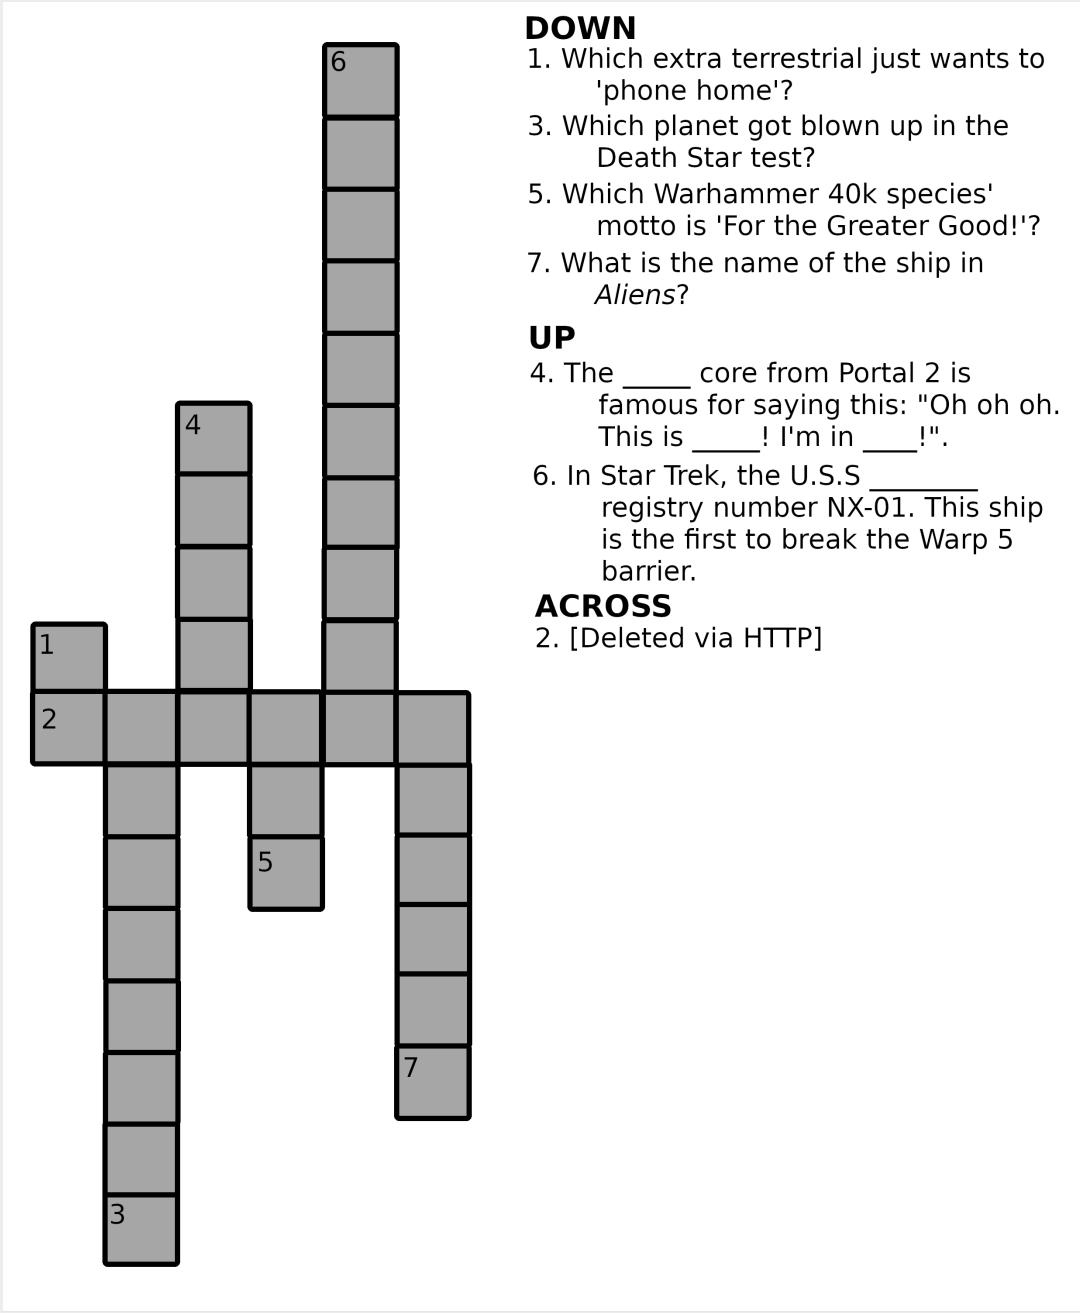 6
4
1
2
5
7
3
DOWN
1. Which extra terrestrial just wants to
'phone home'?
3. Which planet got blown up in the
Death Star test?
5. Which Warhammer 40k species'
motto is 'For the Greater Good!'?
7. What is the name of the ship in
Aliens?
UP
4. The _____ core from Portal 2 is
famous for saying this: "Oh oh oh.
This is _____! I'm in ____!".
6. In Star Trek, the U.S.S ________
registry number NX-01. This ship
is the first to break the Warp 5
barrier.
ACROSS
2. [Deleted via HTTP]